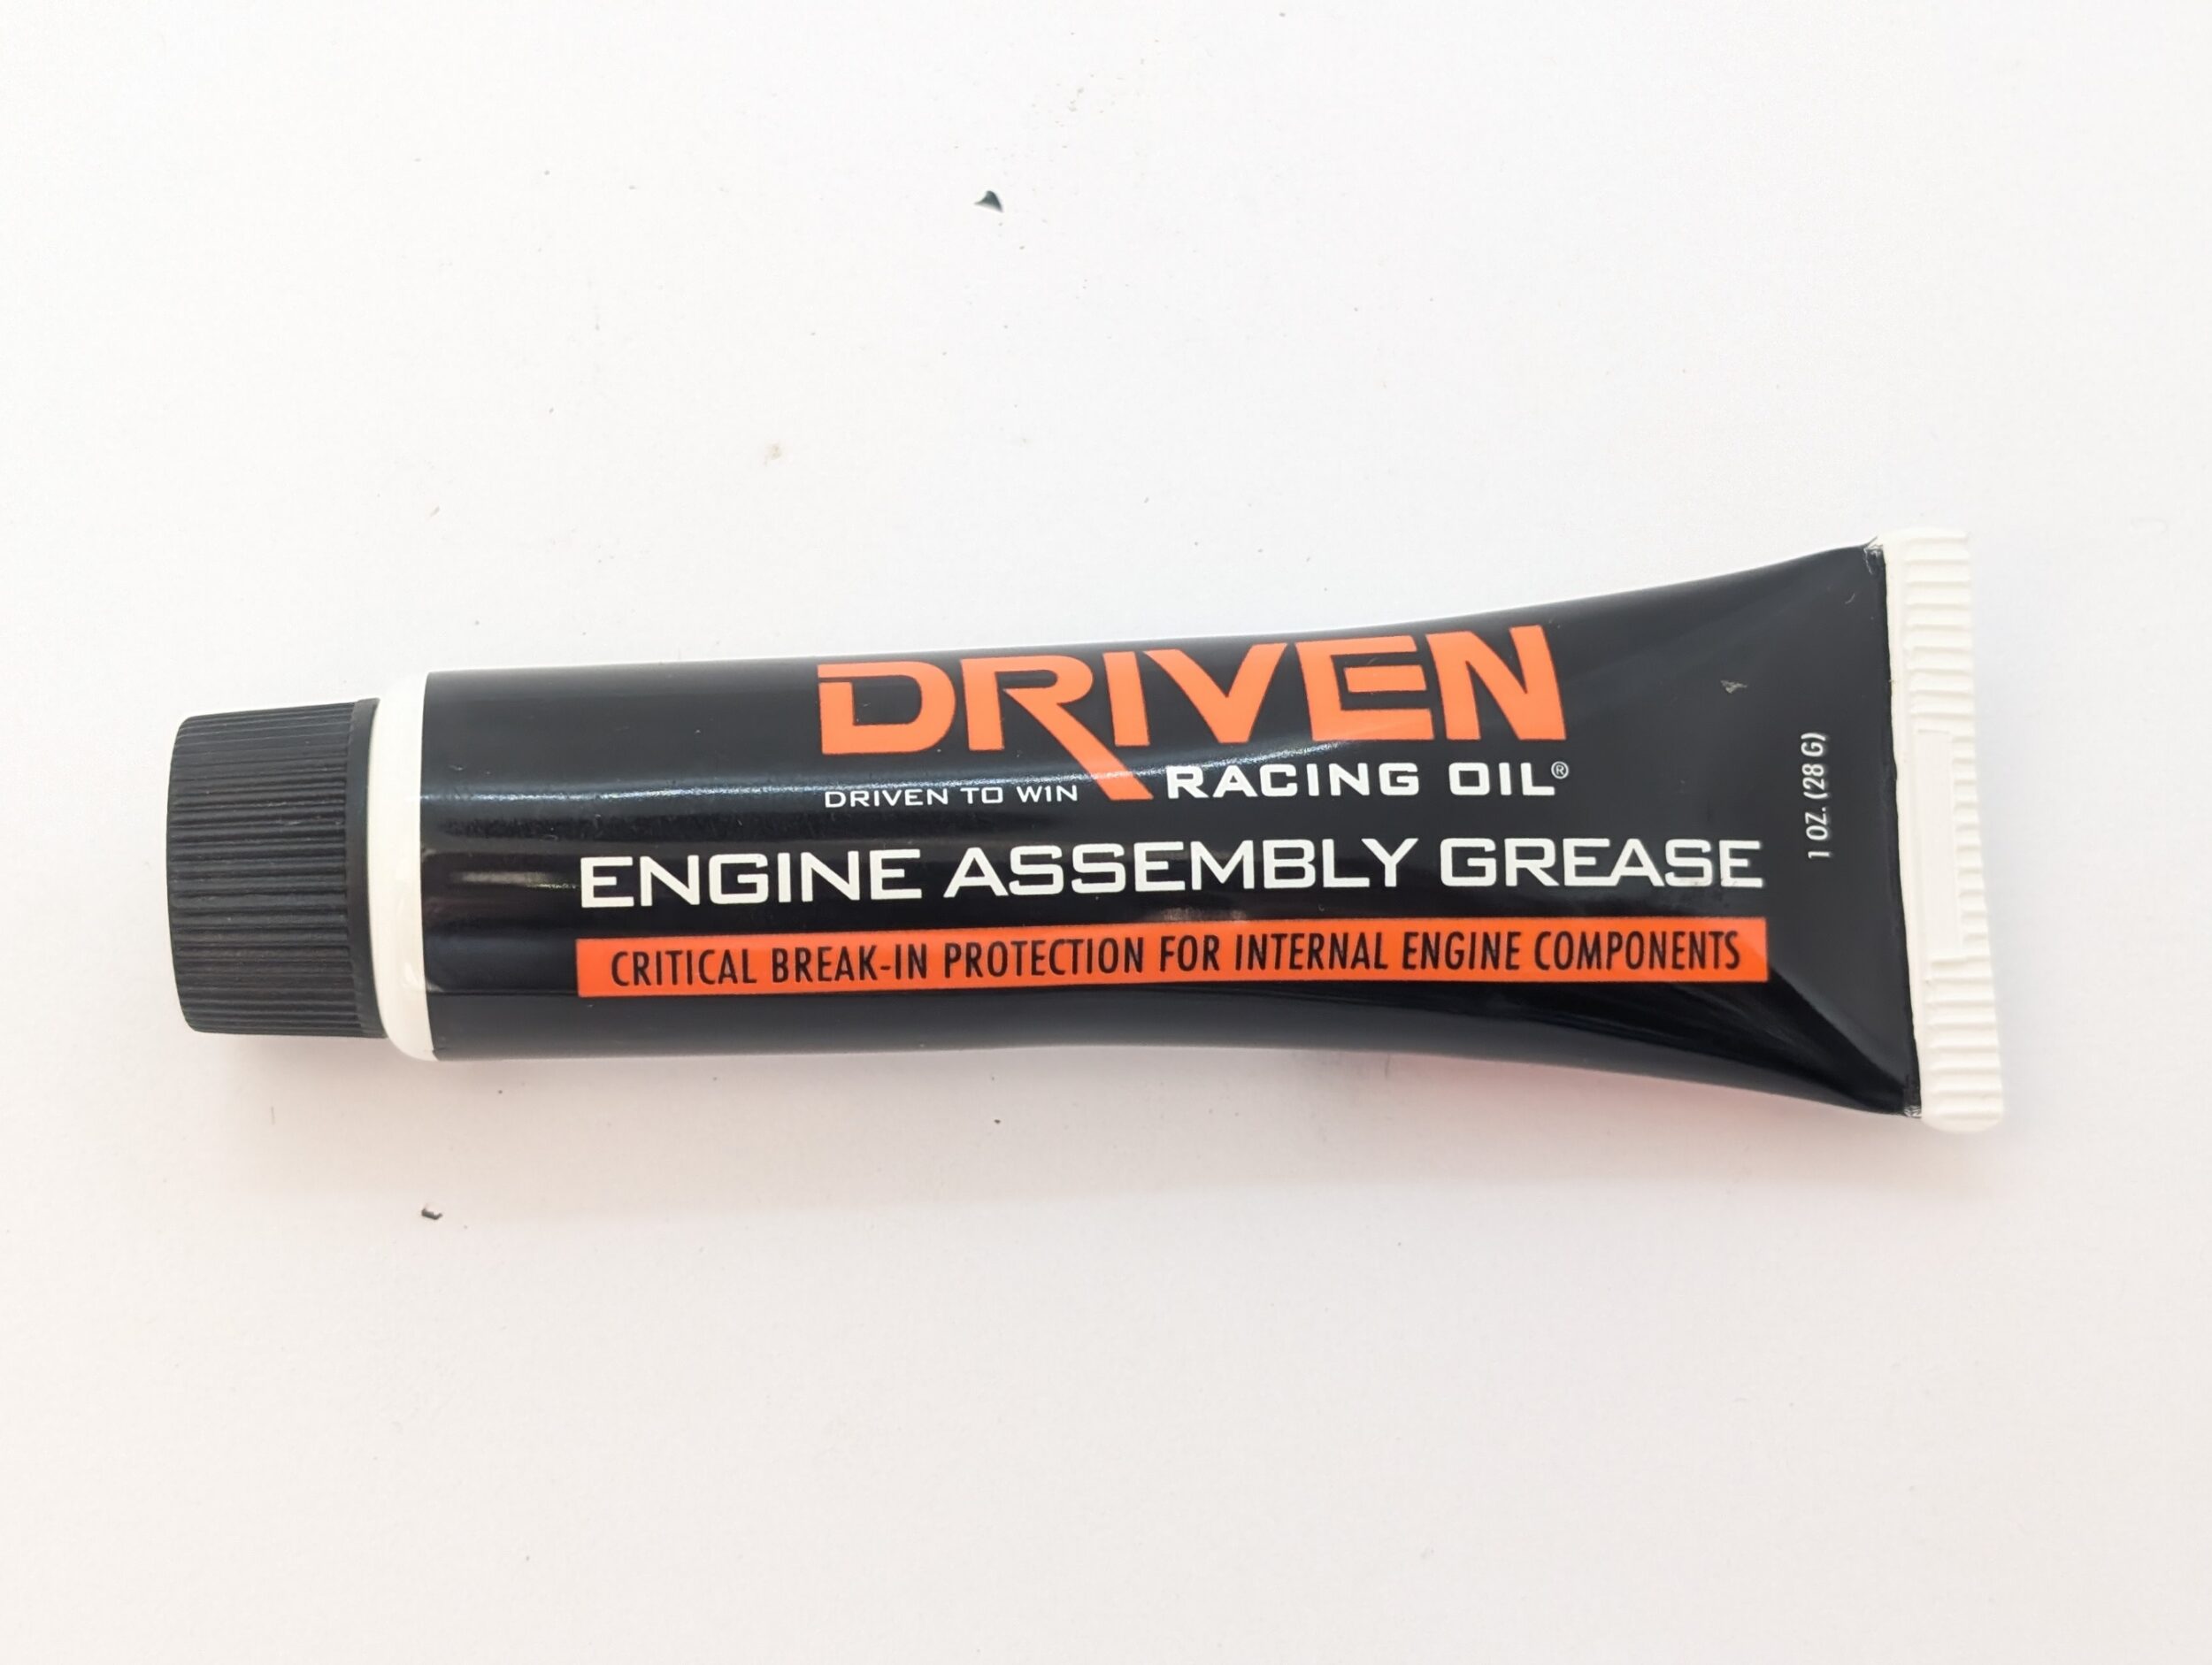 DRIVEN
RACING OIL®
DRIVEN TO WIN
ENGINE ASSEMBLY GREASE
CRITICAL BREAK-IN PROTECTION FOR INTERNAL ENGINE COMPONENTS
1 OZ. (28 G)